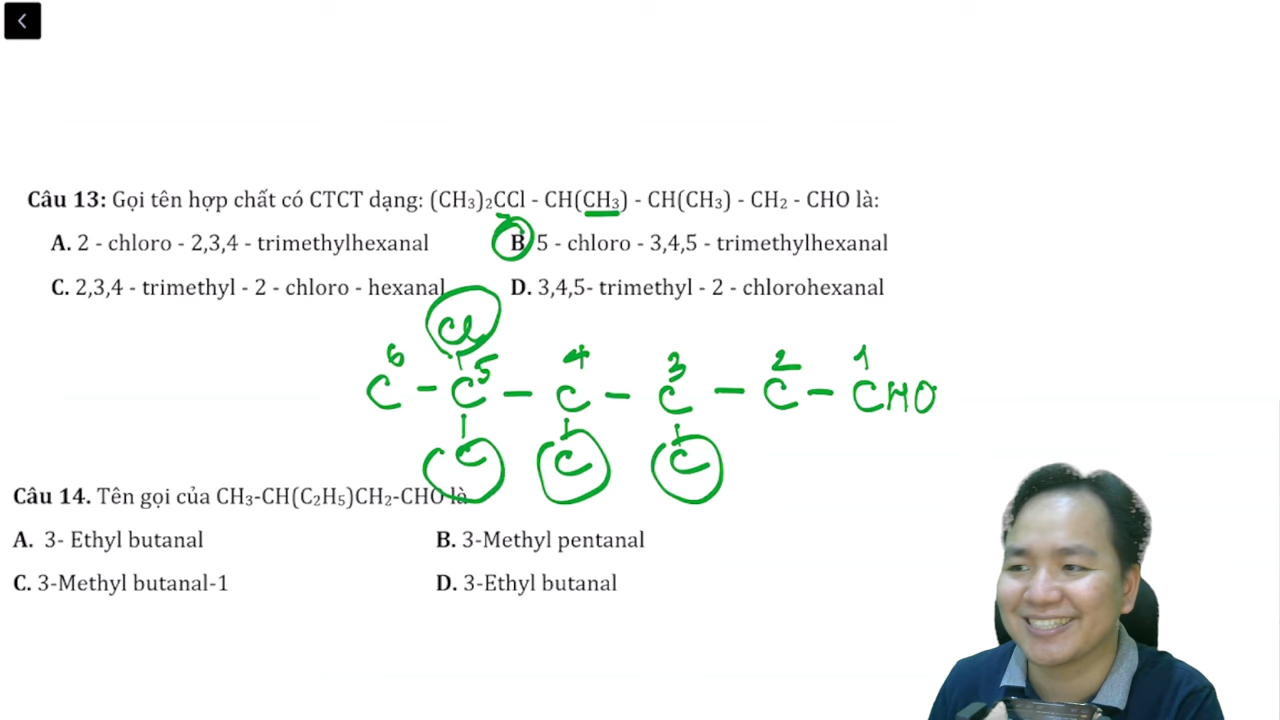 Câu 13: Gọi tên hợp chất có CTCT dạng: (CH₃)₂CCl - CH(CH₃) - CH(CH₃) - CH₂ - CHO là:
A. 2 - chloro - 2,3,4 - trimethylhexanal B. 5 - chloro - 3,4,5 - trimethylhexanal
C. 2,3,4 - trimethyl - 2 - chloro - hexanal D. 3,4,5- trimethyl - 2 - chlorohexanal
Cl
6 5 4 3 2 1
C - C - C - C - C - CHO
C C C
Câu 14. Tên gọi của CH₃-CH(C₂H₅)CH₂-CHO là
A. 3- Ethyl butanal B. 3-Methyl pentanal
C. 3-Methyl butanal-1 D. 3-Ethyl butanal